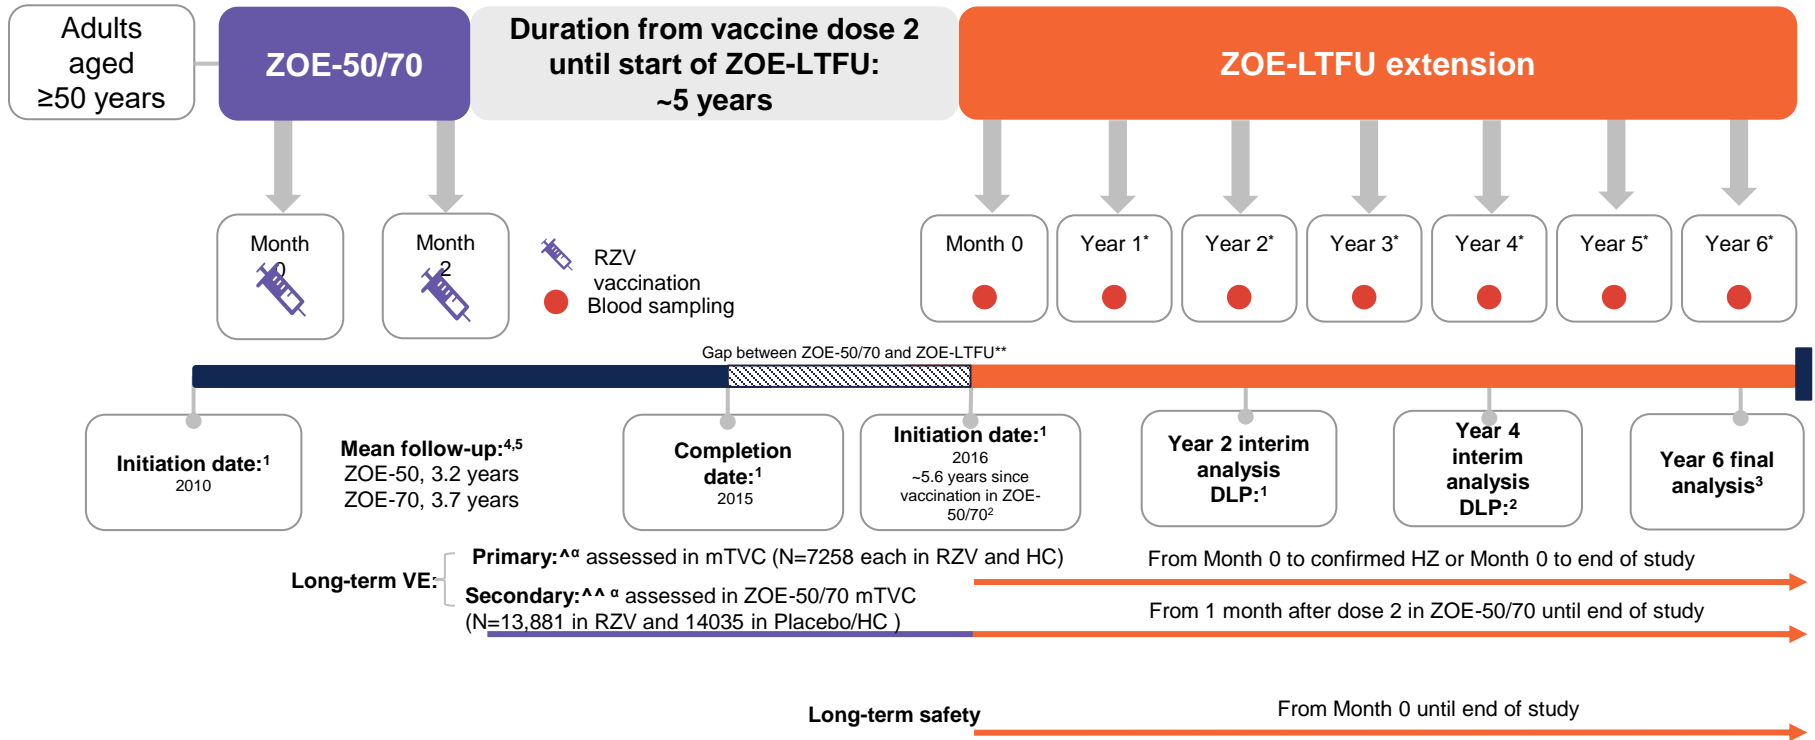 Adults
aged
≥50 years
ZOE-50/70
Duration from vaccine dose 2
until start of ZOE-LTFU:
~5 years
ZOE-LTFU extension
Month
0
Month
2
RZV
vaccination
Blood sampling
Month 0
Year 1*
Year 2*
Year 3*
Year 4*
Year 5*
Year 6*
Gap between ZOE-50/70 and ZOE-LTFU**
Initiation date:1
2010
Mean follow-up:4,5
ZOE-50, 3.2 years
ZOE-70, 3.7 years
Completion
date:1
2015
Initiation date:1
2016
~5.6 years since
vaccination in ZOE-
50/702
Year 2 interim
analysis
DLP:1
Year 4
interim
analysis
DLP:2
Year 6 final
analysis3
Long-term VE:
Primary:^α assessed in mTVC (N=7258 each in RZV and HC)
From Month 0 to confirmed HZ or Month 0 to end of study
Secondary:^^ α assessed in ZOE-50/70 mTVC
(N=13,881 in RZV and 14035 in Placebo/HC )
From 1 month after dose 2 in ZOE-50/70 until end of study
Long-term safety
From Month 0 until end of study